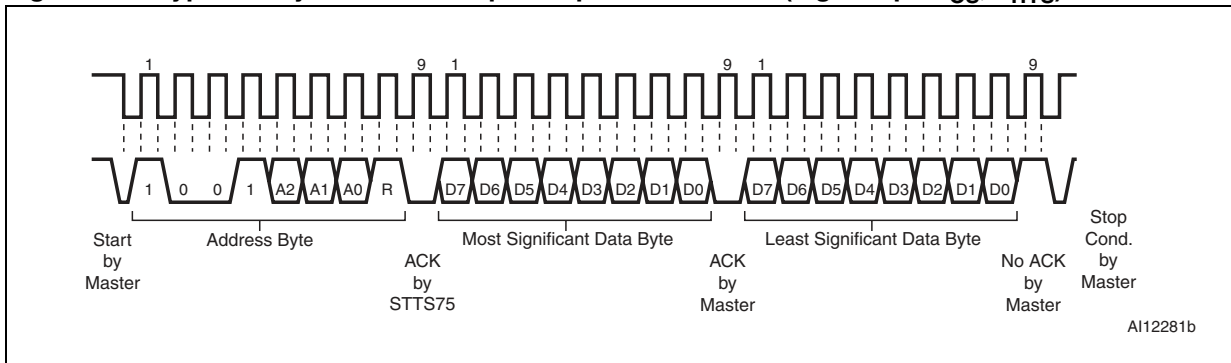 1 9 1 9 1 9
1 0 0 1 A2 A1 A0 R D7 D6 D5 D4 D3 D2 D1 D0 D7 D6 D5 D4 D3 D2 D1 D0
Start
by
Master
Address Byte
ACK
by
STTS75
Most Significant Data Byte
ACK
by
Master
Least Significant Data Byte
No ACK
by
Master
Stop
Cond.
by
Master
AI12281b